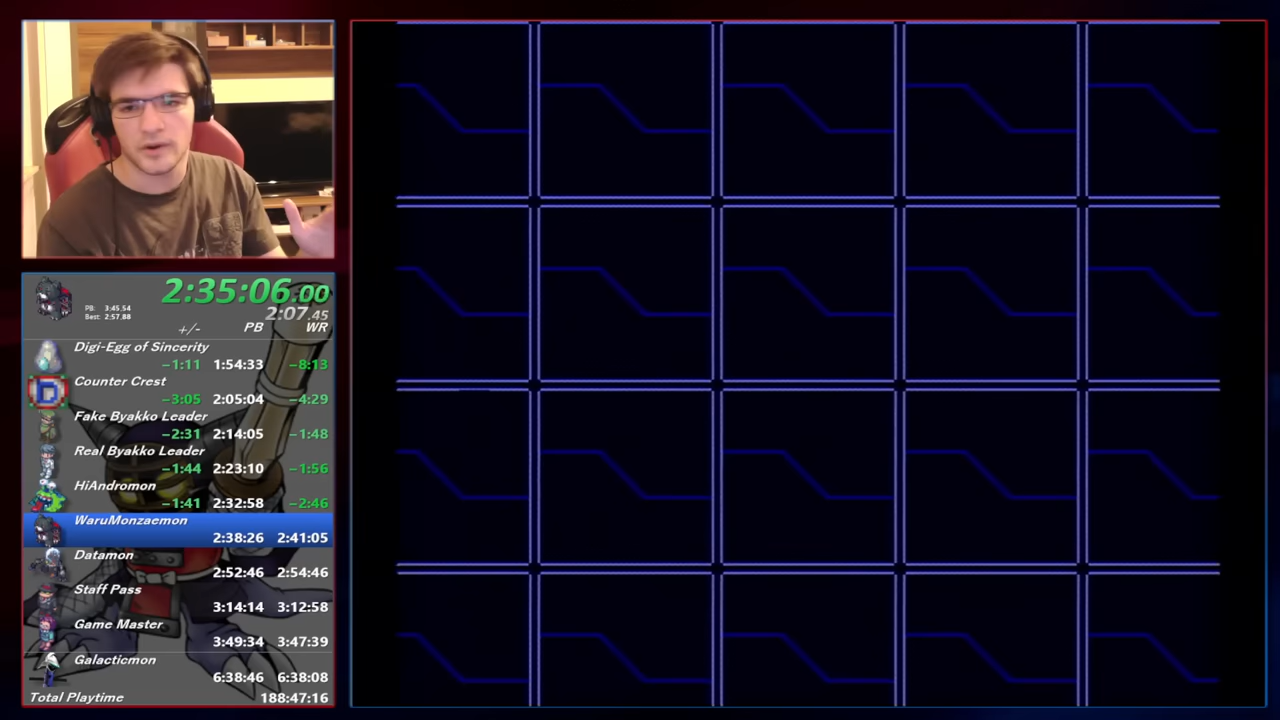 2:35:06.00
PB: 3:45.54
Best: 2:57.88
2:07.45
+/- PB WR
Digi-Egg of Sincerity
−1:11 1:54:33 −8:13
Counter Crest
−3:05 2:05:04 −4:29
Fake Byakko Leader
−2:31 2:14:05 −1:48
Real Byakko Leader
−1:44 2:23:10 −1:56
HiAndromon
−1:41 2:32:58 −2:46
WaruMonzaemon
2:38:26 2:41:05
Datamon
2:52:46 2:54:46
Staff Pass
3:14:14 3:12:58
Game Master
3:49:34 3:47:39
Galacticmon
6:38:46 6:38:08
Total Playtime 188:47:16